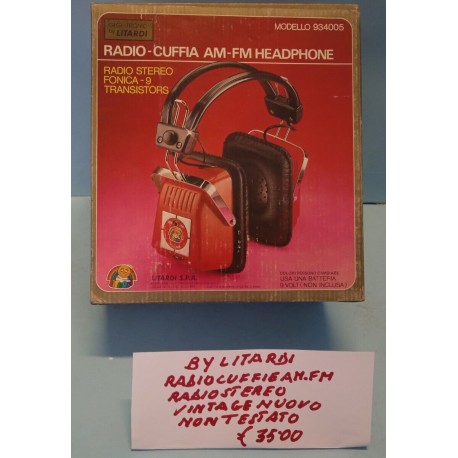 MODELLO 934005
LITARDI
RADIO-CUFFIA AM-FM HEADPHONE
RADIO STEREO
FONICA-9
TRANSISTORS
LITARDI S.P.A.
USA UNA BATTERIA
9 VOLT (NON INCLUSA)
BY LITARDI
RADIOCUFFIE AM.FM
RADIOSTEREO
VINTAGE NUOVO
NON TESTATO
€ 35.00